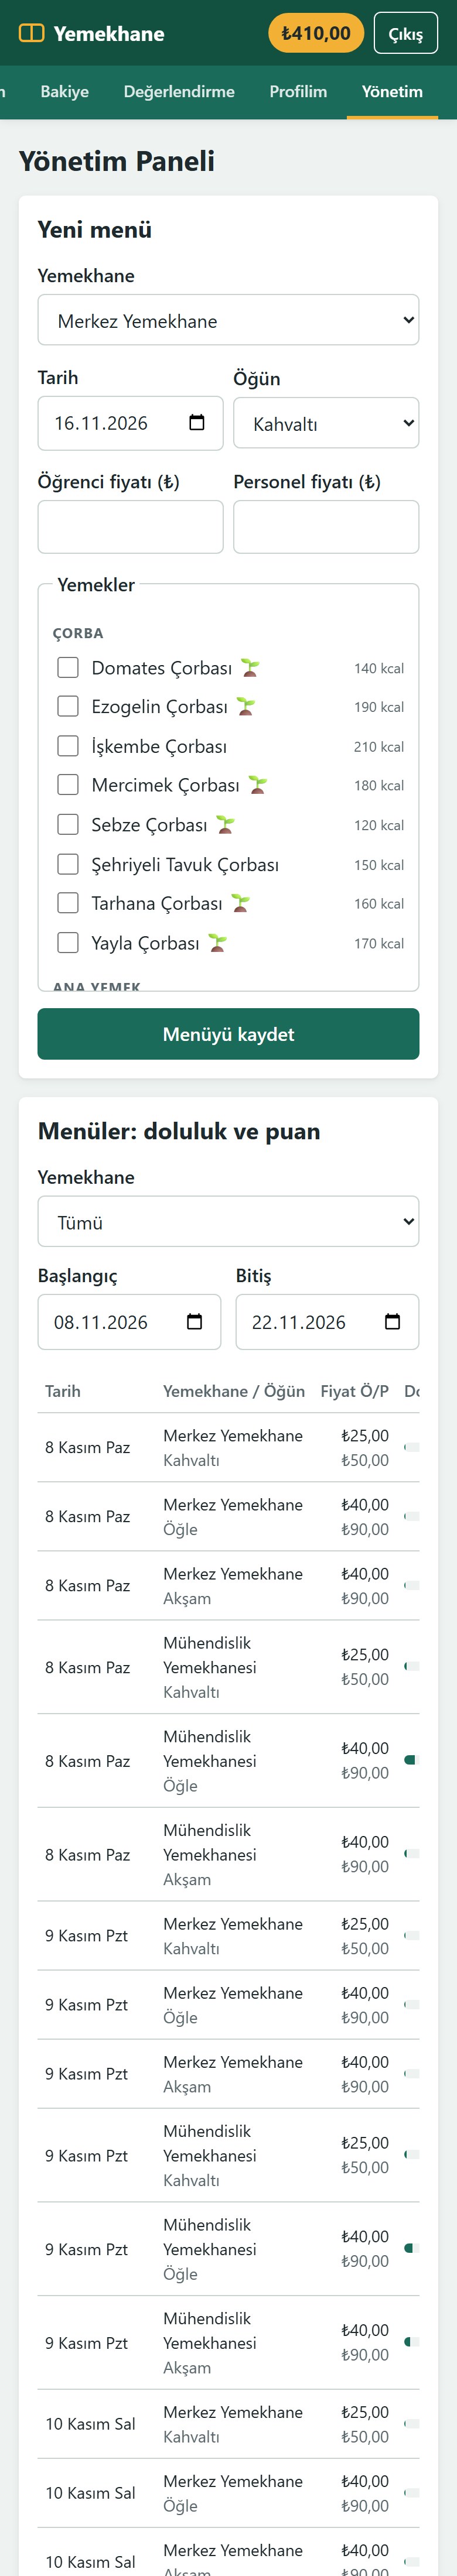 Yemekhane ₺410,00 Çıkış
Bakiye Değerlendirme Profilim Yönetim
Yönetim Paneli
Yeni menü
Yemekhane
Merkez Yemekhane
Tarih Öğün
16.11.2026 Kahvaltı
Öğrenci fiyatı (₺) Personel fiyatı (₺)
Yemekler
ÇORBA
Domates Çorbası 140 kcal
Ezogelin Çorbası 190 kcal
İşkembe Çorbası 210 kcal
Mercimek Çorbası 180 kcal
Sebze Çorbası 120 kcal
Şehriyeli Tavuk Çorbası 150 kcal
Tarhana Çorbası 160 kcal
Yayla Çorbası 170 kcal
ANA YEMEK
Menüyü kaydet
Menüler: doluluk ve puan
Yemekhane
Tümü
Başlangıç Bitiş
08.11.2026 22.11.2026
Tarih Yemekhane / Öğün Fiyat Ö/P
8 Kasım Paz Merkez Yemekhane ₺25,00
Kahvaltı ₺50,00
8 Kasım Paz Merkez Yemekhane ₺40,00
Öğle ₺90,00
8 Kasım Paz Merkez Yemekhane ₺40,00
Akşam ₺90,00
8 Kasım Paz Mühendislik ₺25,00
Yemekhanesi ₺50,00
Kahvaltı
8 Kasım Paz Mühendislik ₺40,00
Yemekhanesi ₺90,00
Öğle
8 Kasım Paz Mühendislik ₺40,00
Yemekhanesi ₺90,00
Akşam
9 Kasım Pzt Merkez Yemekhane ₺25,00
Kahvaltı ₺50,00
9 Kasım Pzt Merkez Yemekhane ₺40,00
Öğle ₺90,00
9 Kasım Pzt Merkez Yemekhane ₺40,00
Akşam ₺90,00
9 Kasım Pzt Mühendislik ₺25,00
Yemekhanesi ₺50,00
Kahvaltı
9 Kasım Pzt Mühendislik ₺40,00
Yemekhanesi ₺90,00
Öğle
9 Kasım Pzt Mühendislik ₺40,00
Yemekhanesi ₺90,00
Akşam
10 Kasım Sal Merkez Yemekhane ₺25,00
Kahvaltı ₺50,00
10 Kasım Sal Merkez Yemekhane ₺40,00
Öğle ₺90,00
10 Kasım Sal Merkez Yemekhane ₺40,00
Akşam ₺90,00